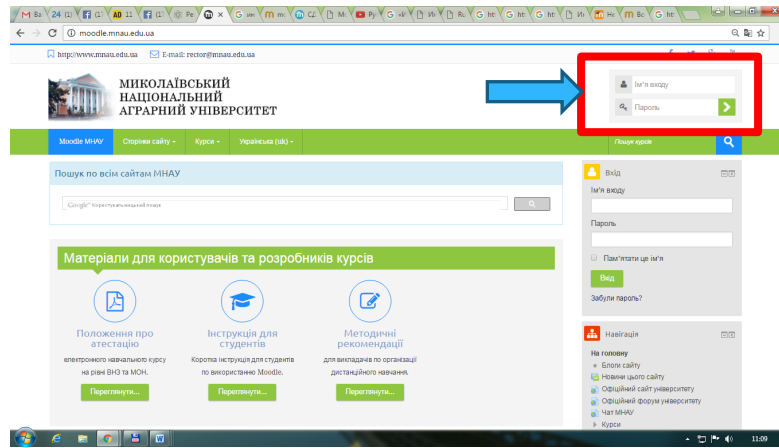 24 (1)
11
moodle.mnau.edu.ua
http://www.mnau.edu.ua E-mail: rector@mnau.edu.ua
МИКОЛАЇВСЬКИЙ
НАЦІОНАЛЬНИЙ
АГРАРНИЙ УНІВЕРСИТЕТ
Ім'я входу
Пароль
Moodle МНАУ Сторінки сайту Курси Українська (uk)
Пошук курсів
Пошук по всім сайтам МНАУ
Google
Матеріали для користувачів та розробників курсів
Положення про
атестацію
електронного навчального курсу
на рівні ВНЗ та МОН.
Переглянути...
Інструкція для
студентів
Коротка інструкція для студентів
по використанню Moodle.
Переглянути...
Методичні
рекомендації
для викладачів по організації
дистанційного навчання.
Переглянути...
Вхід
Ім'я входу
Пароль
Пам'ятати це ім'я
Вхід
Забули пароль?
Навігація
На головну
Блоги сайту
Новини цього сайту
Офіційний сайт університету
Офіційний форум університету
Чат МНАУ
Курси
11:09